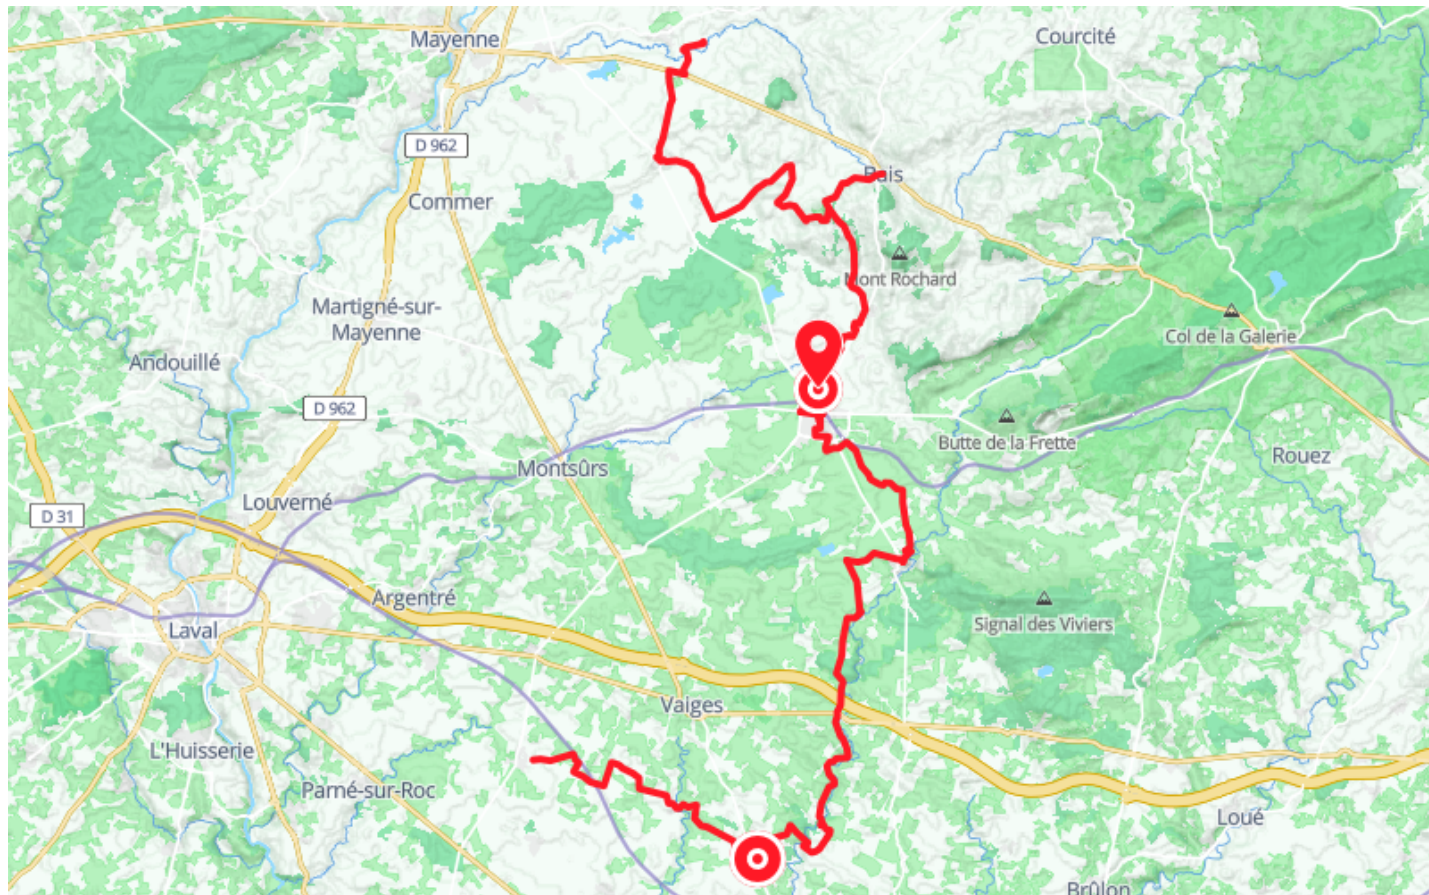 Mayenne
Courcité
D 962
Bais
Commer
Mont Rochard
Martigné-sur-
Mayenne
Col de la Galerie
Andouillé
D 962
Butte de la Frette
Montsûrs
Rouez
Louverné
D 31
Argentré
Laval
Signal des Viviers
Vaiges
L'Huisserie
Parné-sur-Roc
Loué
Brûlon